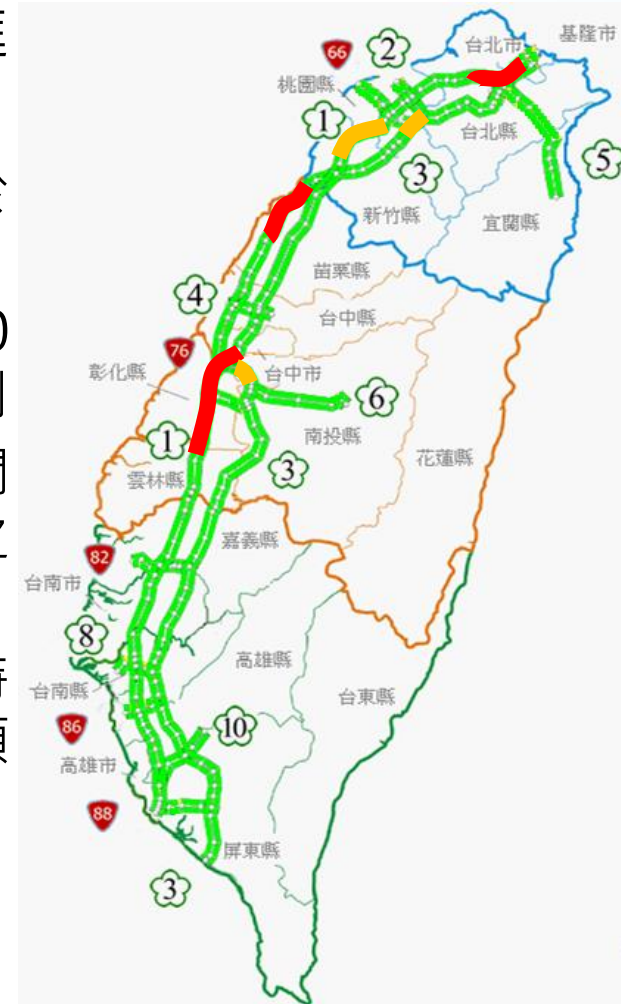 基隆市
台北市
2
66
桃園縣
1
台北縣
5
3
新竹縣
宜蘭縣
苗栗縣
4
台中縣
76
彰化縣
台中市
6
南投縣
1
花蓮縣
3
雲林縣
嘉義縣
82
台南市
8
高雄縣
台南縣
台東縣
86
10
高雄市
88
屏東縣
3